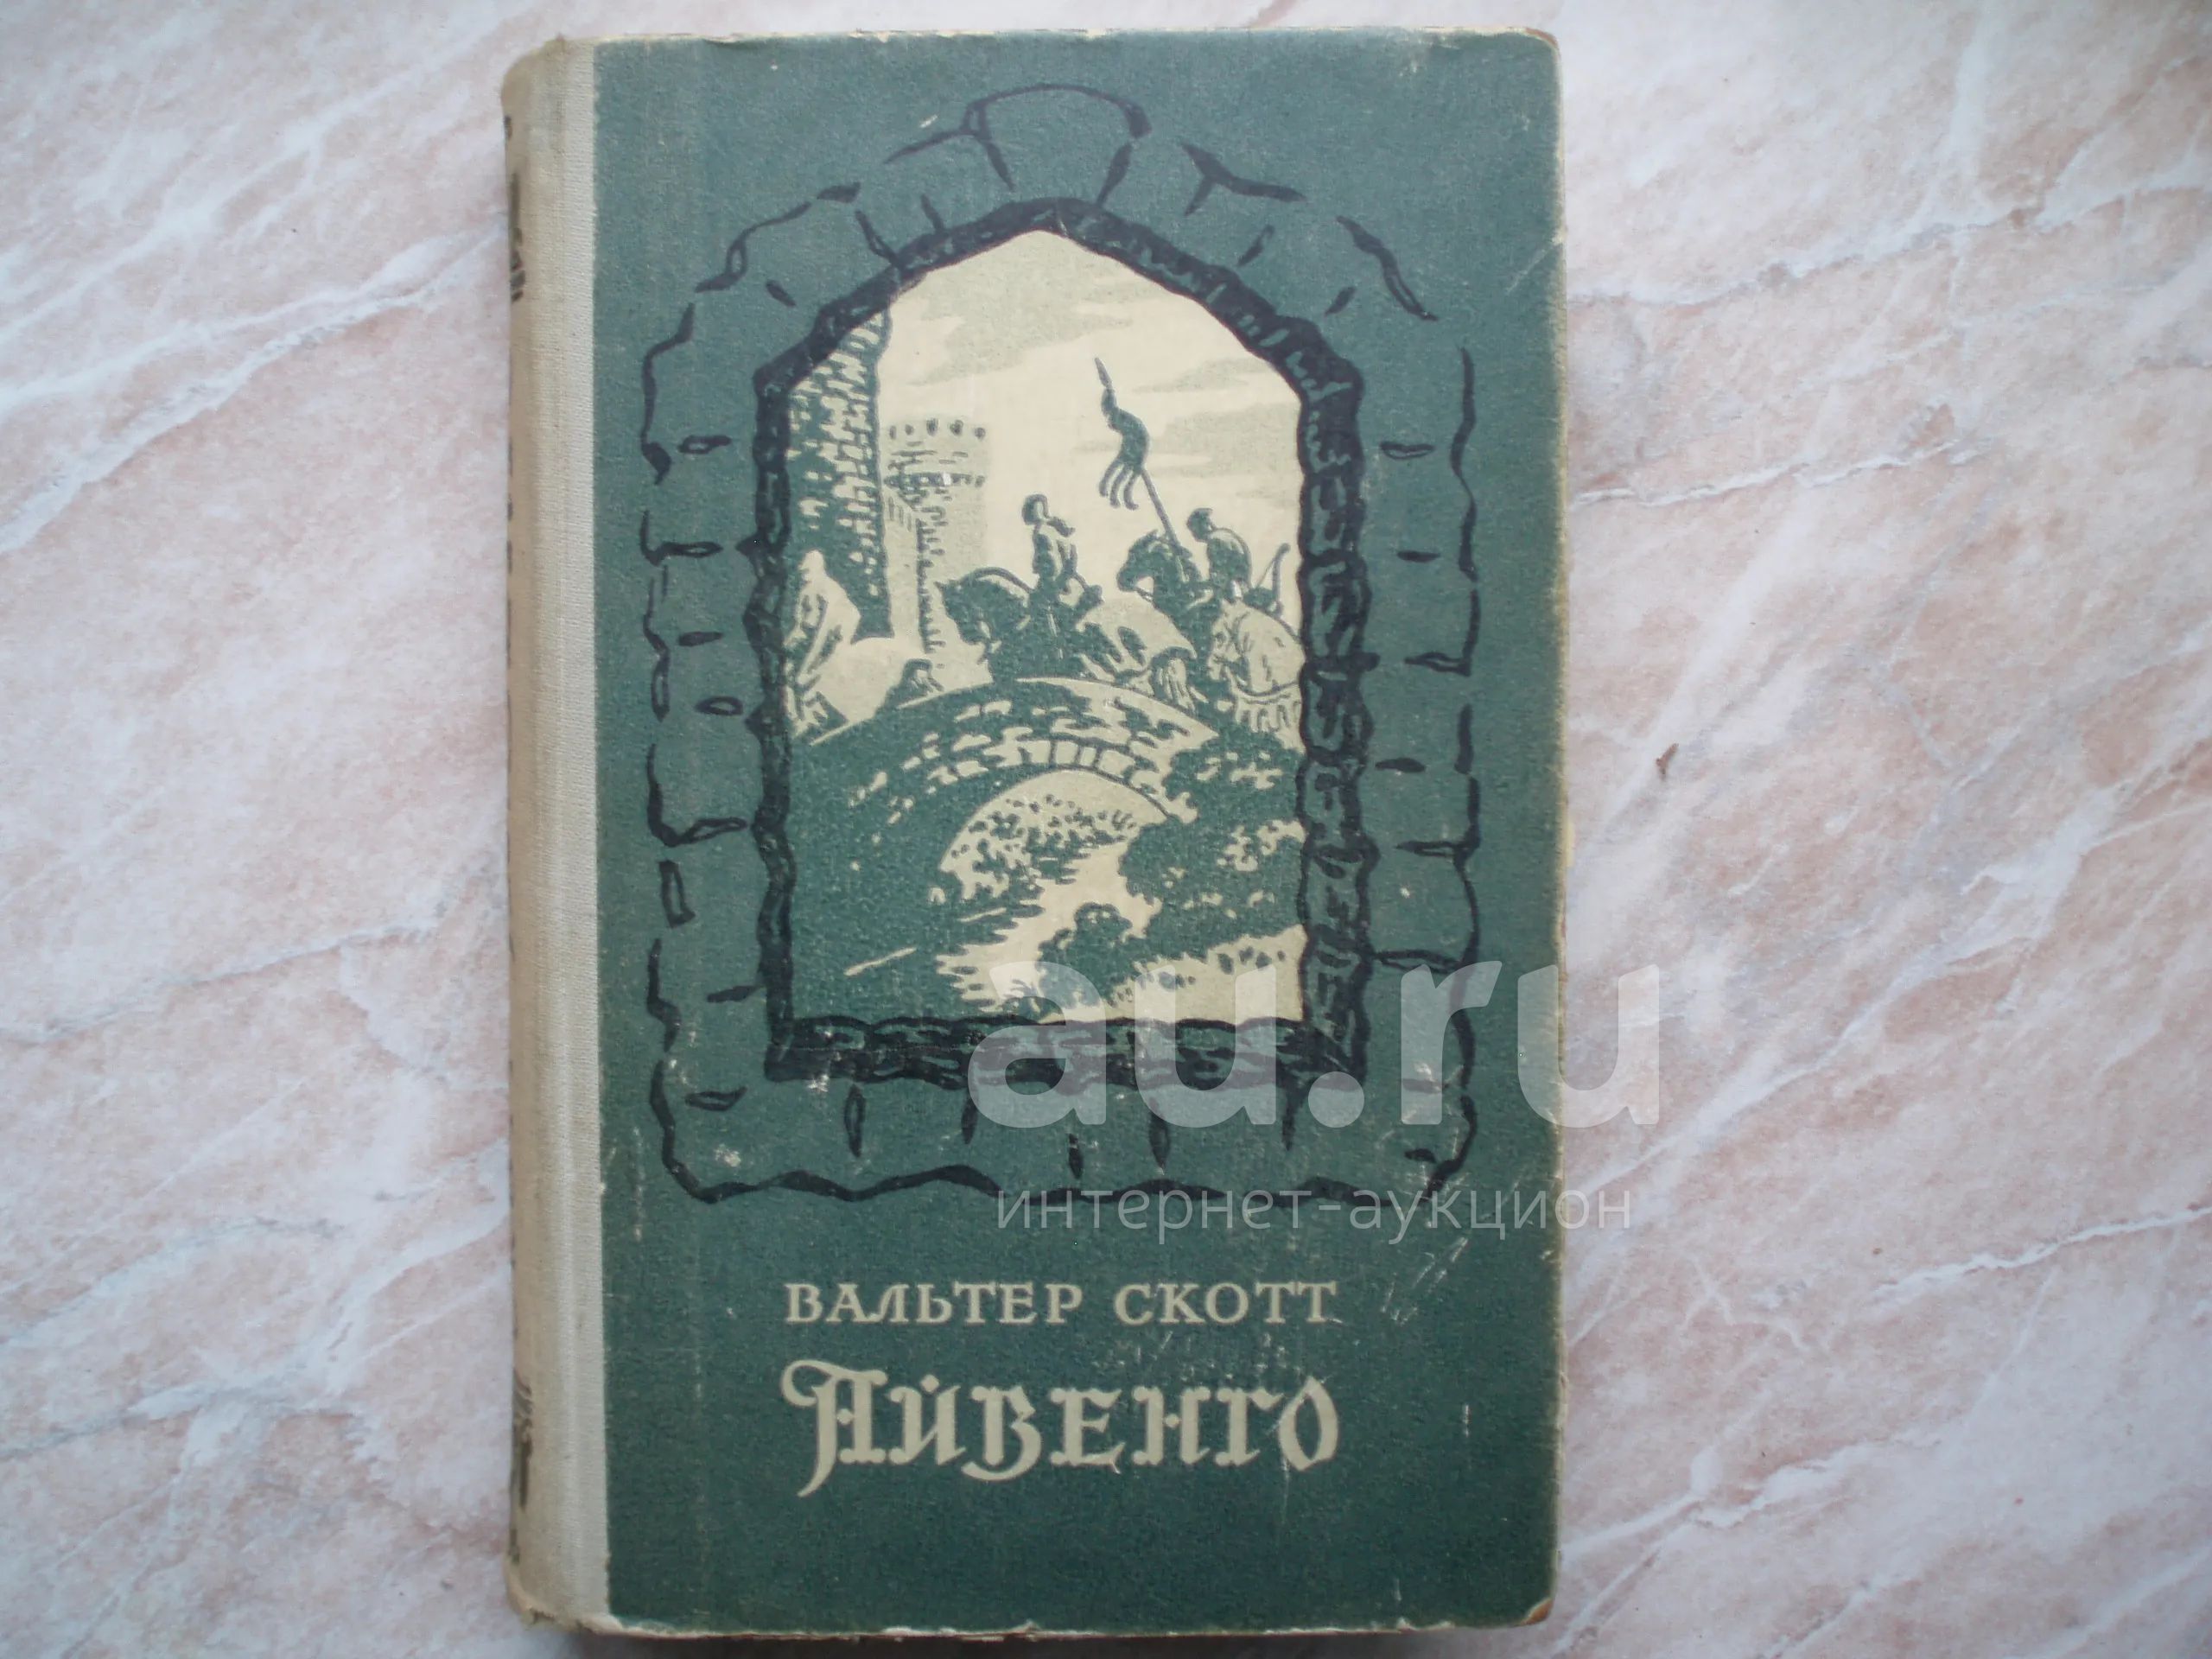 au.ru
интернет-аукцион
ВАЛЬТЕР СКОТТ
АЙВЕНГО